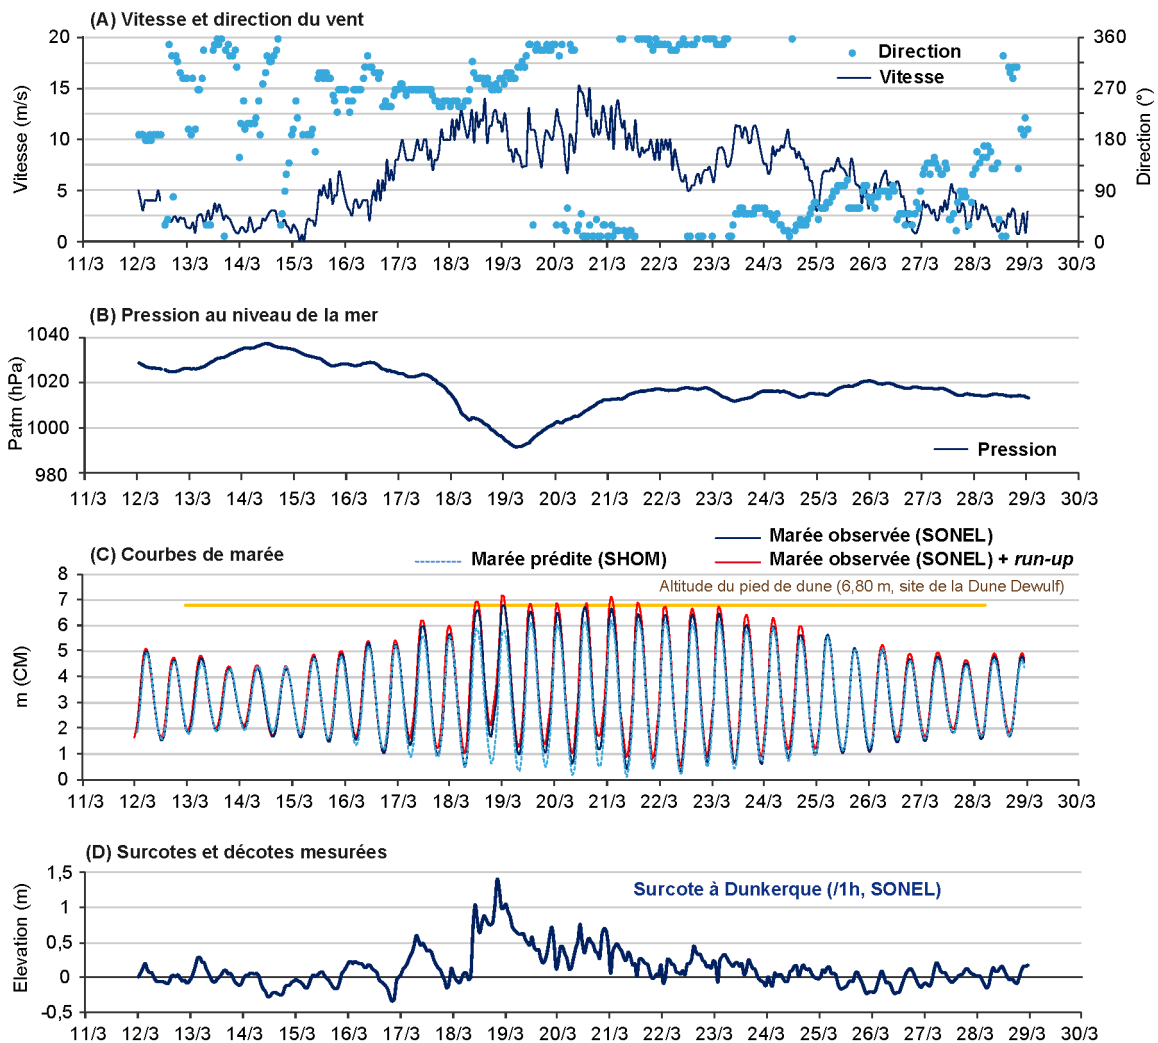 (A) Vitesse et direction du vent
20
15
10
5
0
Vitesse (m/s)
360
270
180
90
0
Direction (°)
Direction
Vitesse
11/3 12/3 13/3 14/3 15/3 16/3 17/3 18/3 19/3 20/3 21/3 22/3 23/3 24/3 25/3 26/3 27/3 28/3 29/3 30/3
(B) Pression au niveau de la mer
1040
1020
1000
980
Patm (hPa)
Pression
11/3 12/3 13/3 14/3 15/3 16/3 17/3 18/3 19/3 20/3 21/3 22/3 23/3 24/3 25/3 26/3 27/3 28/3 29/3 30/3
(C) Courbes de marée
Marée prédite (SHOM)
Marée observée (SONEL)
Marée observée (SONEL) + run-up
Altitude du pied de dune (6,80 m, site de la Dune Dewulf)
8
7
6
5
4
3
2
1
0
m (CM)
11/3 12/3 13/3 14/3 15/3 16/3 17/3 18/3 19/3 20/3 21/3 22/3 23/3 24/3 25/3 26/3 27/3 28/3 29/3 30/3
(D) Surcotes et décotes mesurées
1,5
1
0,5
0
-0,5
Elevation (m)
Surcote à Dunkerque (/1h, SONEL)
11/3 12/3 13/3 14/3 15/3 16/3 17/3 18/3 19/3 20/3 21/3 22/3 23/3 24/3 25/3 26/3 27/3 28/3 29/3 30/3